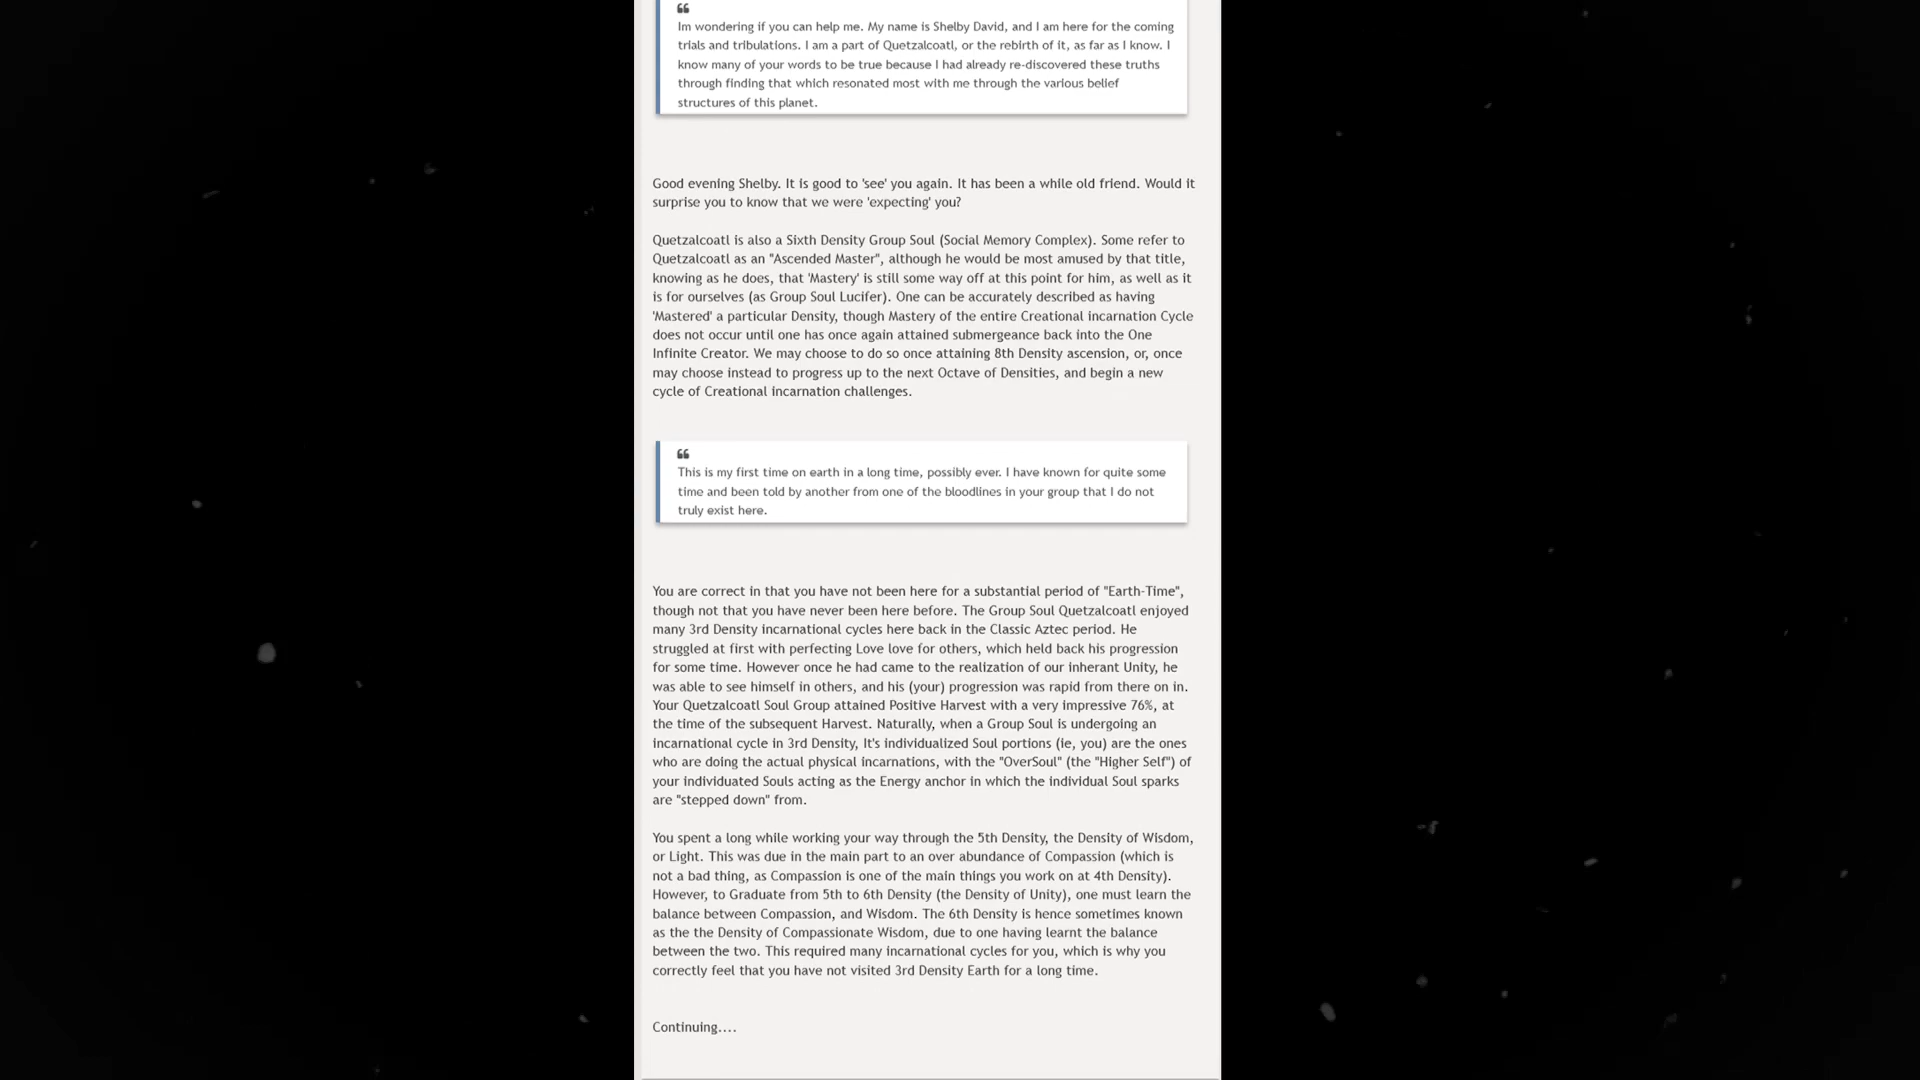 Im wondering if you can help me. My name is Shelby David, and I am here for the coming
trials and tribulations. I am a part of Quetzalcoatl, or the rebirth of it, as far as I know. I
know many of your words to be true because I had already re-discovered these truths
through finding that which resonated most with me through the various belief
structures of this planet.
Good evening Shelby. It is good to 'see' you again. It has been a while old friend. Would it
surprise you to know that we were 'expecting' you?
Quetzalcoatl is also a Sixth Density Group Soul (Social Memory Complex). Some refer to
Quetzalcoatl as an "Ascended Master", although he would be most amused by that title,
knowing as he does, that 'Mastery' is still some way off at this point for him, as well as it
is for ourselves (as Group Soul Lucifer). One can be accurately described as having
'Mastered' a particular Density, though Mastery of the entire Creational incarnation Cycle
does not occur until one has once again attained submergeance back into the One
Infinite Creator. We may choose to do so once attaining 8th Density ascension, or, once
may choose instead to progress up to the next Octave of Densities, and begin a new
cycle of Creational incarnation challenges.
This is my first time on earth in a long time, possibly ever. I have known for quite some
time and been told by another from one of the bloodlines in your group that I do not
truly exist here.
You are correct in that you have not been here for a substantial period of "Earth-Time",
though not that you have never been here before. The Group Soul Quetzalcoatl enjoyed
many 3rd Density incarnational cycles here back in the Classic Aztec period. He
struggled at first with perfecting Love love for others, which held back his progression
for some time. However once he had came to the realization of our inherant Unity, he
was able to see himself in others, and his (your) progression was rapid from there on in.
Your Quetzalcoatl Soul Group attained Positive Harvest with a very impressive 76%, at
the time of the subsequent Harvest. Naturally, when a Group Soul is undergoing an
incarnational cycle in 3rd Density, It's individualized Soul portions (ie, you) are the ones
who are doing the actual physical incarnations, with the "OverSoul" (the "Higher Self") of
your individuated Souls acting as the Energy anchor in which the individual Soul sparks
are "stepped down" from.
You spent a long while working your way through the 5th Density, the Density of Wisdom,
or Light. This was due in the main part to an over abundance of Compassion (which is
not a bad thing, as Compassion is one of the main things you work on at 4th Density).
However, to Graduate from 5th to 6th Density (the Density of Unity), one must learn the
balance between Compassion, and Wisdom. The 6th Density is hence sometimes known
as the the Density of Compassionate Wisdom, due to one having learnt the balance
between the two. This required many incarnational cycles for you, which is why you
correctly feel that you have not visited 3rd Density Earth for a long time.
Continuing....